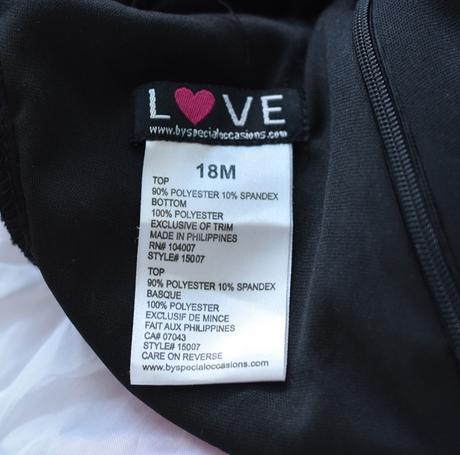 L♥VE
www.byspecialoccasions.com
18M
TOP
90% POLYESTER 10% SPANDEX
BOTTOM
100% POLYESTER
EXCLUSIVE OF TRIM
MADE IN PHILIPPINES
RN# 104007
STYLE# 15007
TOP
90% POLYESTER 10% SPANDEX
BASQUE
100% POLYESTER
EXCLUSIF DE MINCE
FAIT AUX PHILIPPINES
CA# 07043
STYLE# 15007
CARE ON REVERSE
www.byspecialoccasions.com